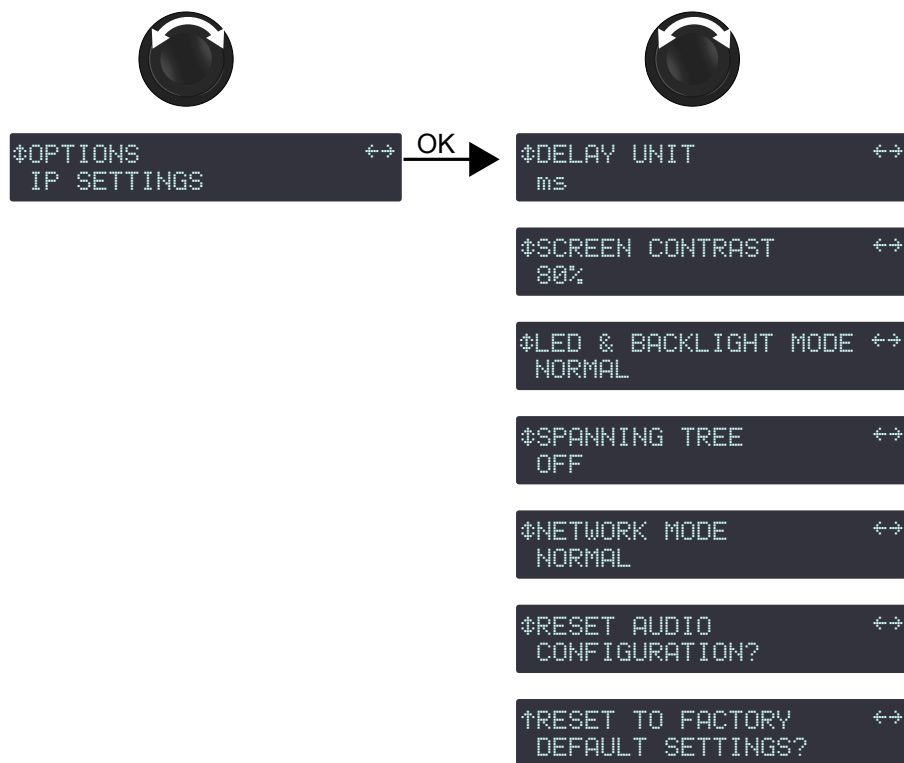 ↕OPTIONS ↔
IP SETTINGS
OK
↕DELAY UNIT ↔
ms
↕SCREEN CONTRAST ↔
80%
↕LED & BACKLIGHT MODE ↔
NORMAL
↕SPANNING TREE ↔
OFF
↕NETWORK MODE ↔
NORMAL
↕RESET AUDIO ↔
CONFIGURATION?
↑RESET TO FACTORY ↔
DEFAULT SETTINGS?